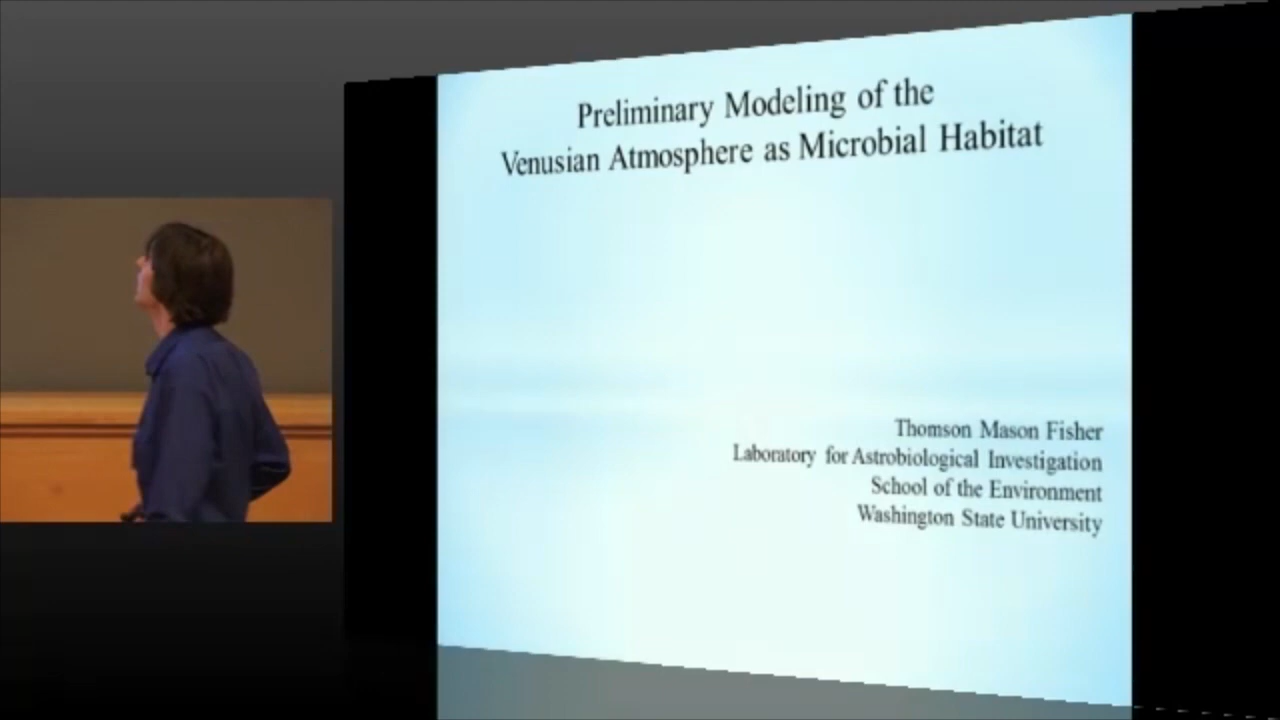 Preliminary Modeling of the
Venusian Atmosphere as Microbial Habitat
Thomson Mason Fisher
Laboratory for Astrobiological Investigation
School of the Environment
Washington State University